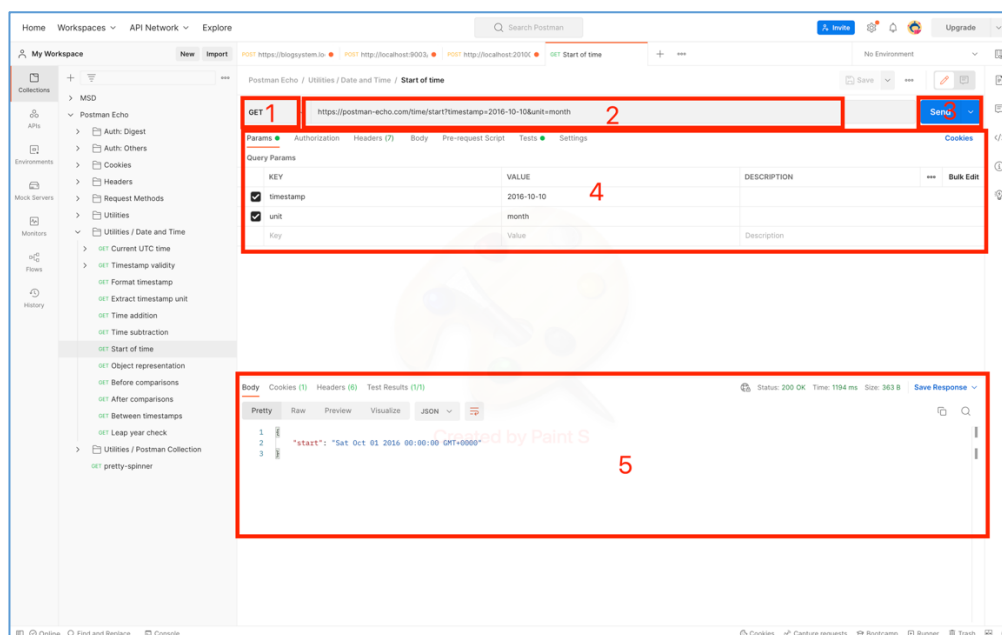 Home Workspaces API Network Explore Search Postman Invite Upgrade
My Workspace New Import POST https://blogsystem.lo POST http://localhost:9003, POST http://localhost:2010( GET Start of time No Environment
Postman Echo / Utilities / Date and Time / Start of time Save
Collections
APIs
Environments
Mock Servers
Monitors
Flows
History
MSD
Postman Echo
Auth: Digest
Auth: Others
Cookies
Headers
Request Methods
Utilities
Utilities / Date and Time
GET Current UTC time
GET Timestamp validity
GET Format timestamp
GET Extract timestamp unit
GET Time addition
GET Time subtraction
GET Start of time
GET Object representation
GET Before comparisons
GET After comparisons
GET Between timestamps
GET Leap year check
Utilities / Postman Collection
GET pretty-spinner
GET 1 https://postman-echo.com/time/start?timestamp=2016-10-10&unit=month 2 Send 3
Params Authorization Headers (7) Body Pre-request Script Tests Settings Cookies
Query Params
KEY VALUE DESCRIPTION Bulk Edit
timestamp 2016-10-10
4
unit month
Key Value Description
Body Cookies (1) Headers (6) Test Results (1/1) Status: 200 OK Time: 1194 ms Size: 363 B Save Response
Pretty Raw Preview Visualize JSON
1 {
2 "start": "Sat Oct 01 2016 00:00:00 GMT+0000"
3 }
Created by Paint S
5
Online Find and Replace Console Cookies Capture requests Bootcamp Runner Trash